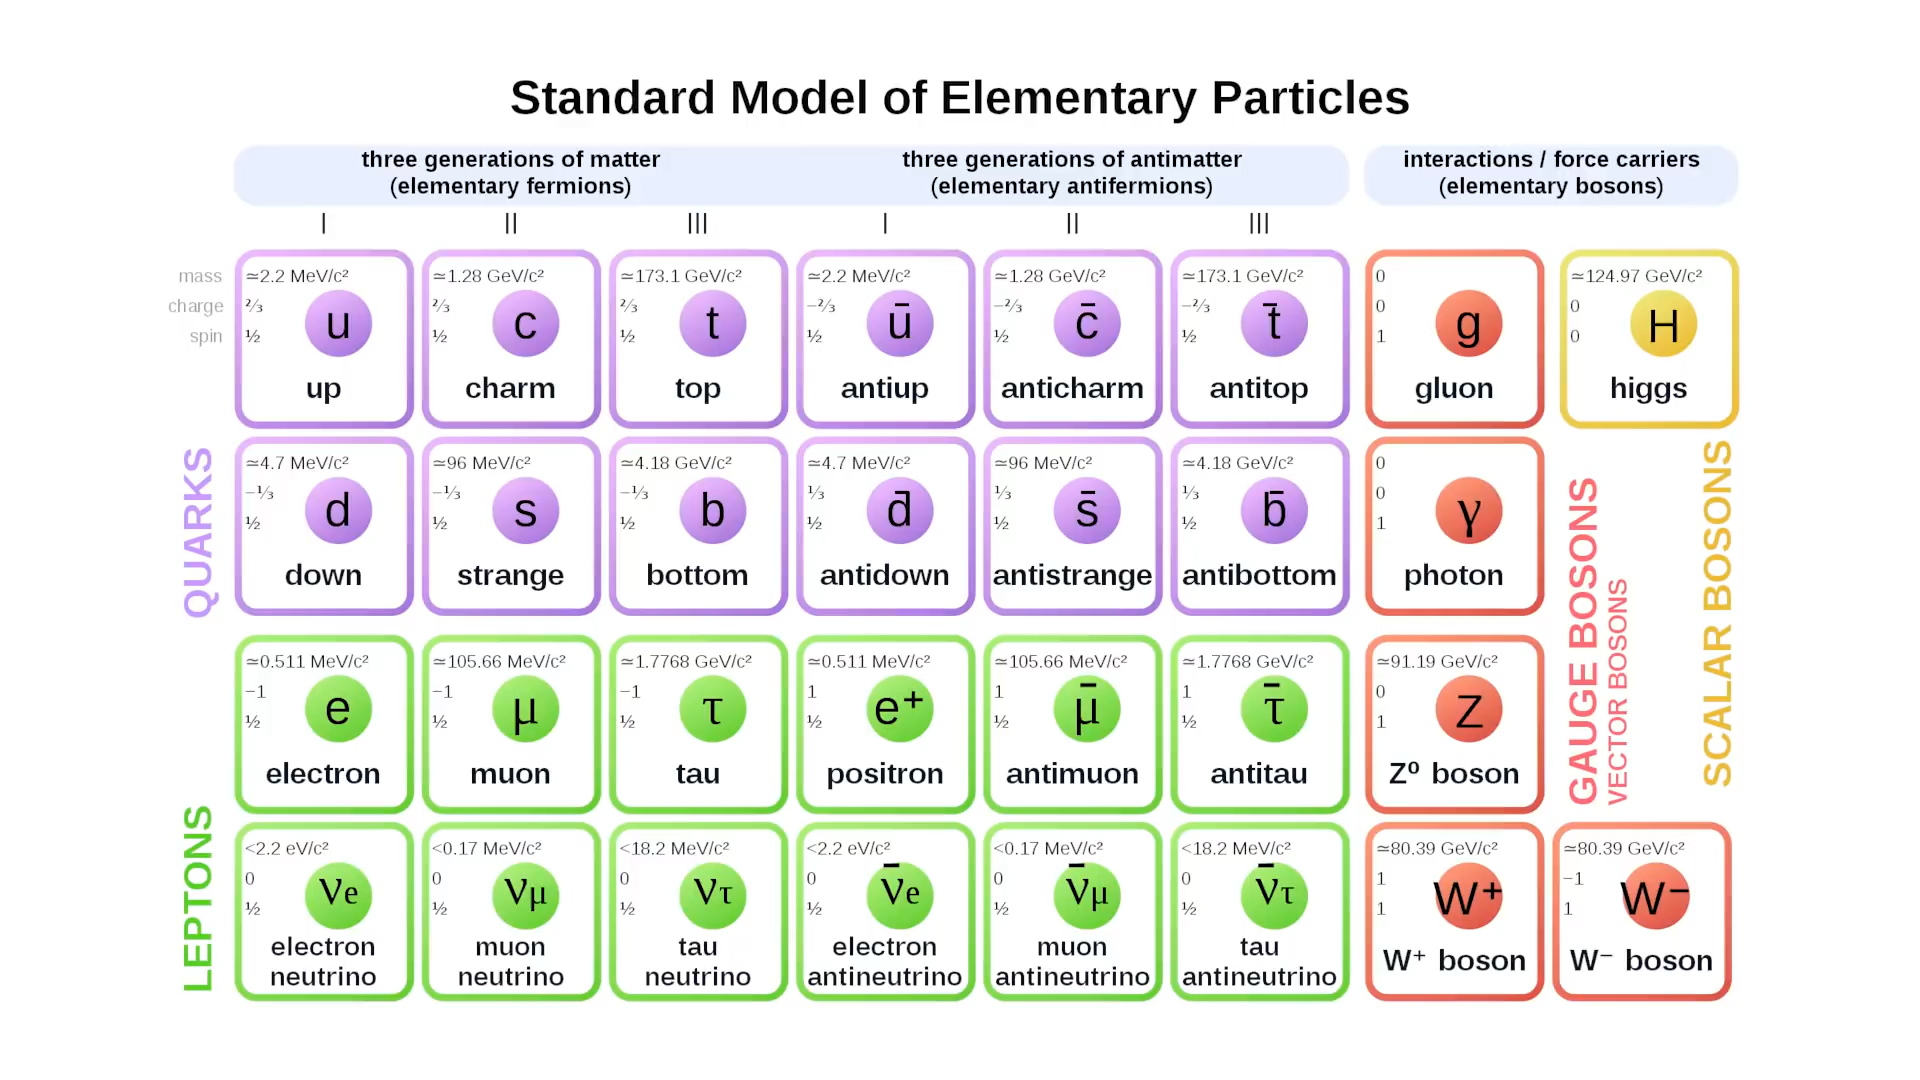 Standard Model of Elementary Particles
three generations of matter
(elementary fermions)
three generations of antimatter
(elementary antifermions)
interactions / force carriers
(elementary bosons)
I II III I II III
mass
charge
spin
QUARKS
≃2.2 MeV/c²
⅔
½
u
up
≃1.28 GeV/c²
⅔
½
c
charm
≃173.1 GeV/c²
⅔
½
t
top
≃2.2 MeV/c²
−⅔
½
ū
antiup
≃1.28 GeV/c²
−⅔
½
c̄
anticharm
≃173.1 GeV/c²
−⅔
½
t̄
antitop
0
0
1
g
gluon
≃124.97 GeV/c²
0
0
H
higgs
≃4.7 MeV/c²
−⅓
½
d
down
≃96 MeV/c²
−⅓
½
s
strange
≃4.18 GeV/c²
−⅓
½
b
bottom
≃4.7 MeV/c²
⅓
½
d̄
antidown
≃96 MeV/c²
⅓
½
s̄
antistrange
≃4.18 GeV/c²
⅓
½
b̄
antibottom
0
0
1
γ
photon
GAUGE BOSONS
VECTOR BOSONS
SCALAR BOSONS
LEPTONS
≃0.511 MeV/c²
−1
½
e
electron
≃105.66 MeV/c²
−1
½
μ
muon
≃1.7768 GeV/c²
−1
½
τ
tau
≃0.511 MeV/c²
1
½
e⁺
positron
≃105.66 MeV/c²
1
½
μ̄
antimuon
≃1.7768 GeV/c²
1
½
τ̄
antitau
≃91.19 GeV/c²
0
1
Z
Z⁰ boson
<2.2 eV/c²
0
½
νe
electron
neutrino
<0.17 MeV/c²
0
½
νμ
muon
neutrino
<18.2 MeV/c²
0
½
ντ
tau
neutrino
<2.2 eV/c²
0
½
ν̄e
electron
antineutrino
<0.17 MeV/c²
0
½
ν̄μ
muon
antineutrino
<18.2 MeV/c²
0
½
ν̄τ
tau
antineutrino
≃80.39 GeV/c²
1
1
W⁺
W⁺ boson
≃80.39 GeV/c²
−1
1
W⁻
W⁻ boson